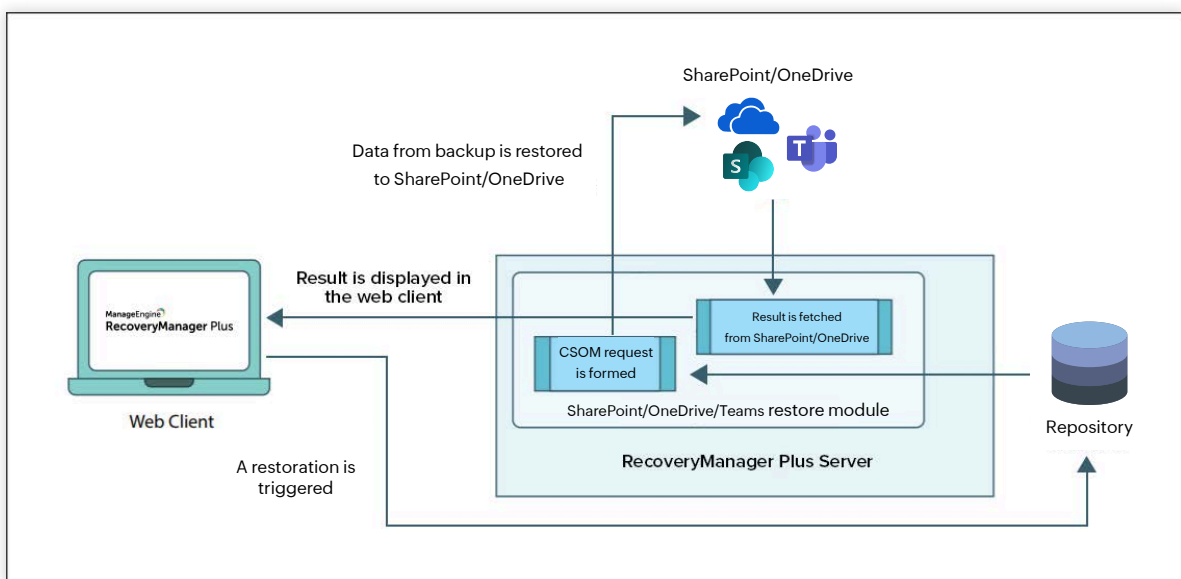 SharePoint/OneDrive
T
S
Data from backup is restored
to SharePoint/OneDrive
Result is displayed in
the web client
ManageEngine
RecoveryManager Plus
Web Client
Result is fetched
from SharePoint/OneDrive
CSOM request
is formed
SharePoint/OneDrive/Teams restore module
RecoveryManager Plus Server
Repository
A restoration is
triggered